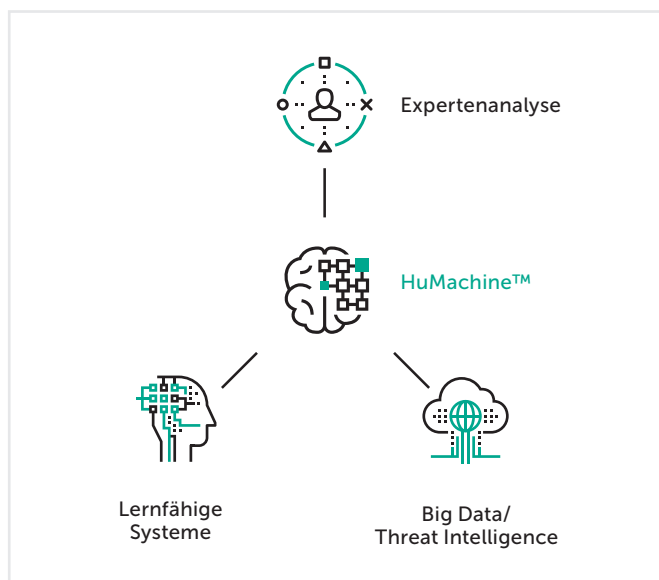 Expertenanalyse
HuMachine™
Lernfähige
Systeme
Big Data/
Threat Intelligence